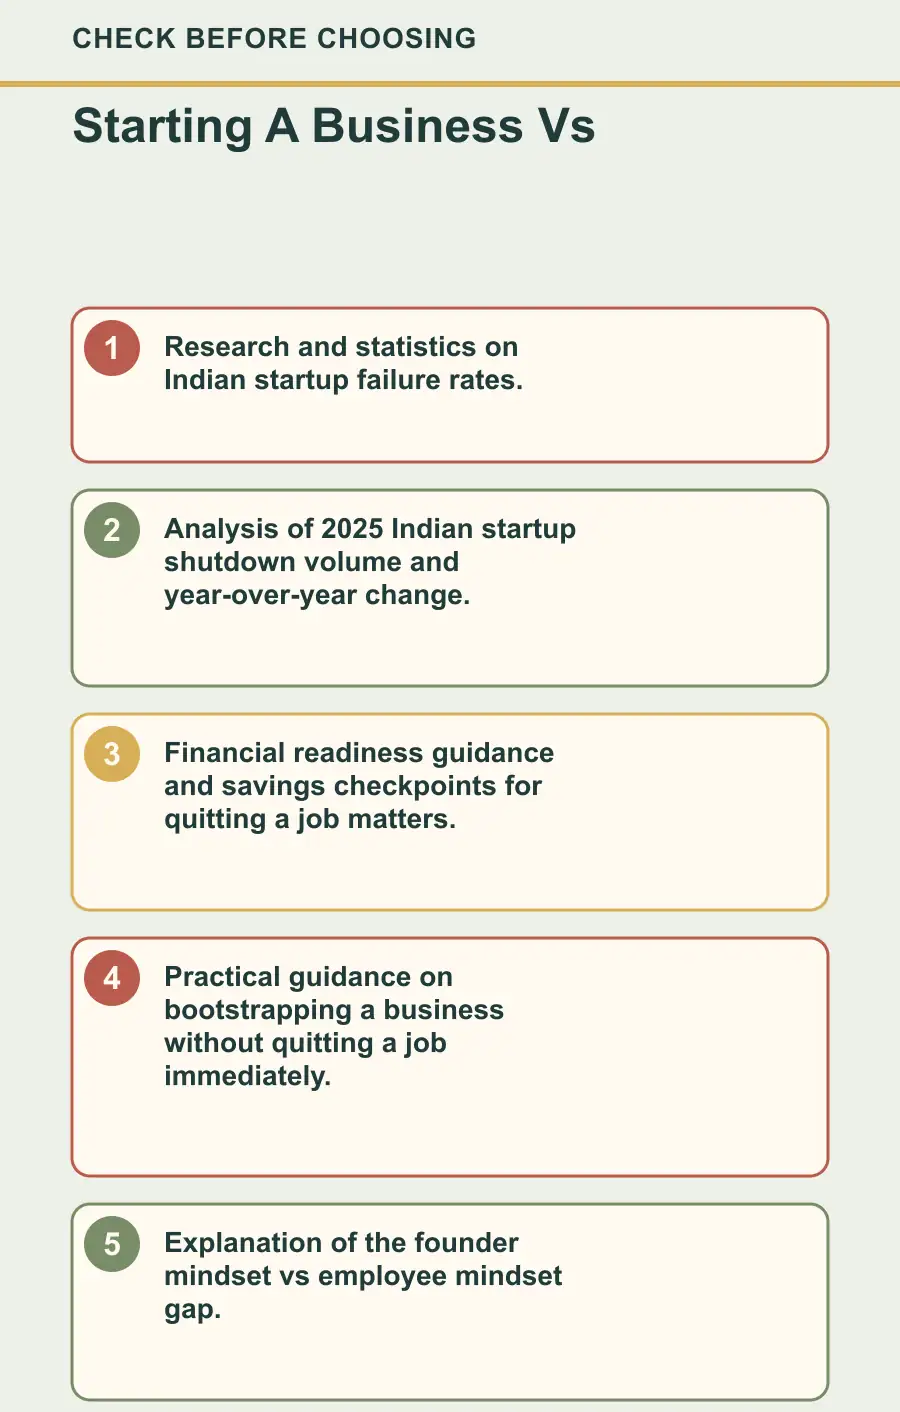 CHECK BEFORE CHOOSING
Starting A Business Vs
1
Research and statistics on
Indian startup failure rates.
2
Analysis of 2025 Indian startup
shutdown volume and
year-over-year change.
3
Financial readiness guidance
and savings checkpoints for
quitting a job matters.
4
Practical guidance on
bootstrapping a business
without quitting a job
immediately.
5
Explanation of the founder
mindset vs employee mindset
gap.